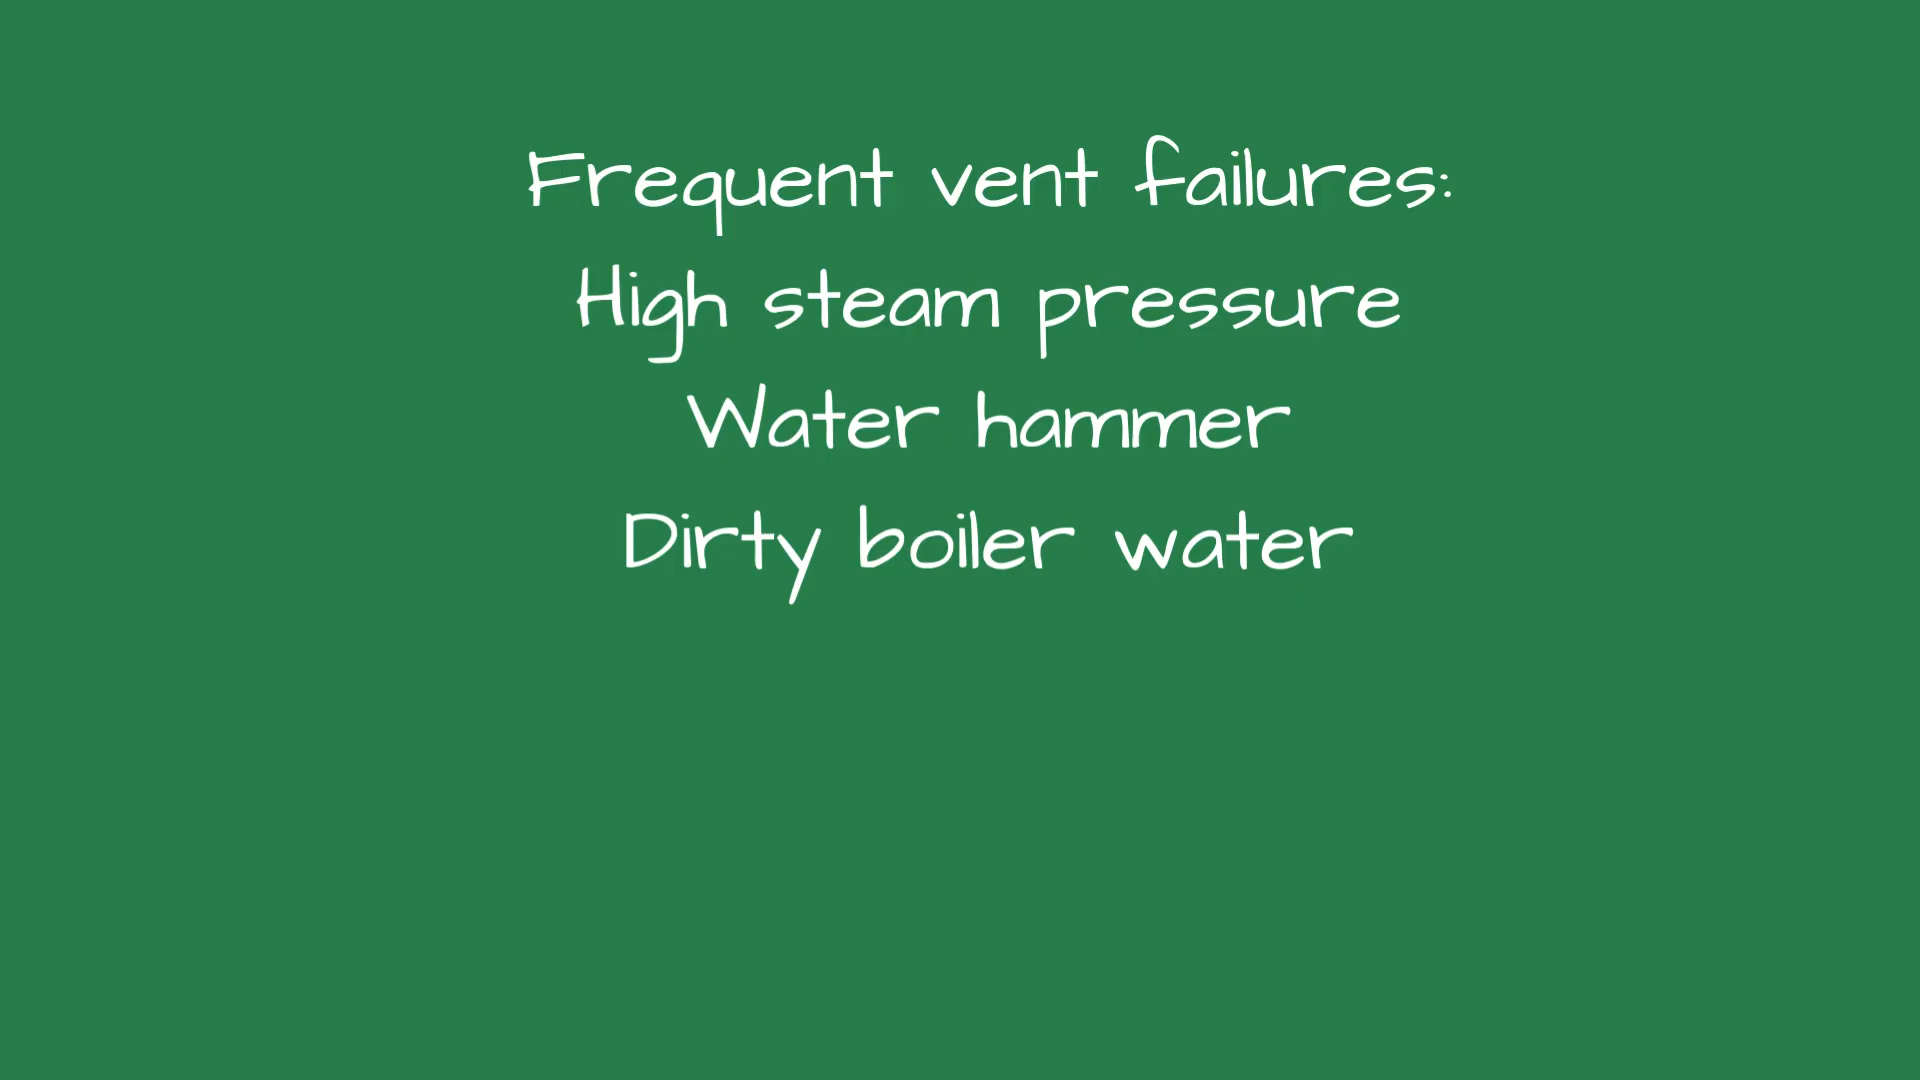 Frequent vent failures:
High steam pressure
Water hammer
Dirty boiler water